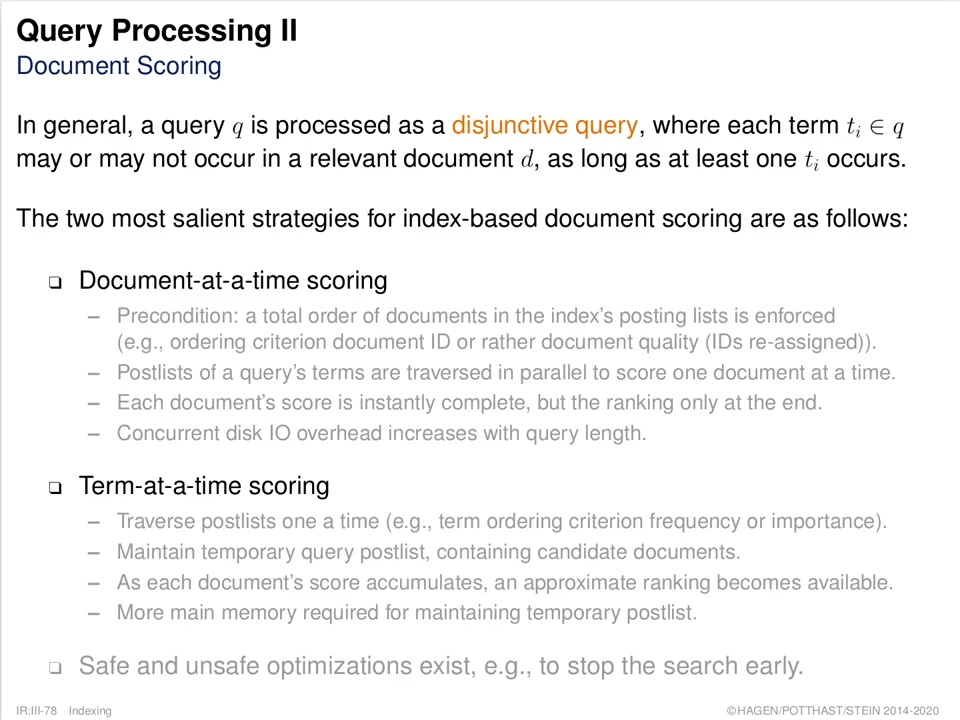 Query Processing II
Document Scoring
In general, a query q is processed as a disjunctive query, where each term tᵢ ∈ q
may or may not occur in a relevant document d, as long as at least one tᵢ occurs.
The two most salient strategies for index-based document scoring are as follows:
❑ Document-at-a-time scoring
– Precondition: a total order of documents in the index's posting lists is enforced
(e.g., ordering criterion document ID or rather document quality (IDs re-assigned)).
– Postlists of a query's terms are traversed in parallel to score one document at a time.
– Each document's score is instantly complete, but the ranking only at the end.
– Concurrent disk IO overhead increases with query length.
❑ Term-at-a-time scoring
– Traverse postlists one a time (e.g., term ordering criterion frequency or importance).
– Maintain temporary query postlist, containing candidate documents.
– As each document's score accumulates, an approximate ranking becomes available.
– More main memory required for maintaining temporary postlist.
❑ Safe and unsafe optimizations exist, e.g., to stop the search early.
IR:III-78 Indexing ©HAGEN/POTTHAST/STEIN 2014-2020